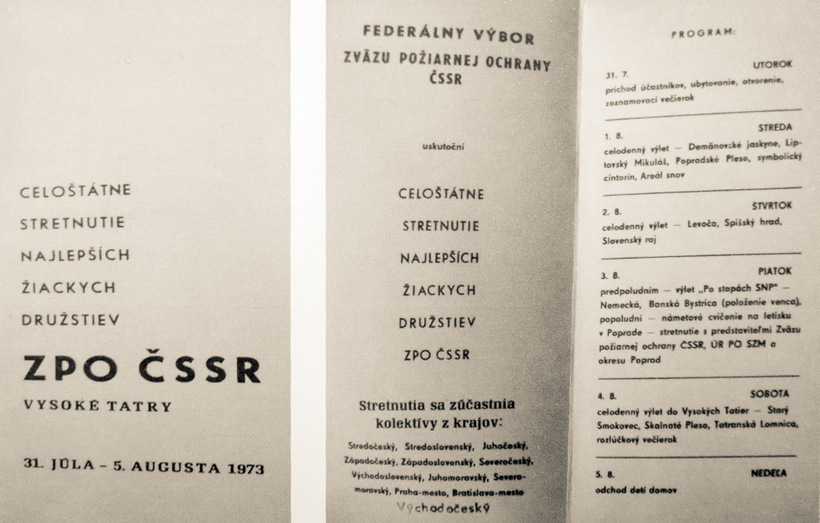 CELOŠTÁTNE
STRETNUTIE
NAJLEPŠÍCH
ŽIACKYCH
DRUŽSTIEV
ZPO ČSSR
VYSOKÉ TATRY
31. JÚLA – 5. AUGUSTA 1973
FEDERÁLNY VÝBOR
ZVÄZU POŽIARNEJ OCHRANY
ČSSR
uskutoční
CELOŠTÁTNE
STRETNUTIE
NAJLEPŠÍCH
ŽIACKYCH
DRUŽSTIEV
ZPO ČSSR
Stretnutia sa zúčastnia
kolektívy z krajov:
Stredočeský, Stredoslovenský, Juhočeský,
Západočeský, Západoslovenský, Severočeský,
Východoslovenský, Juhomoravský, Severo-
moravský, Praha-mesto, Bratislava-mesto
Východočeský
PROGRAM:
31. 7. UTOROK
príchod účastníkov, ubytovanie, otvorenie,
zoznamovací večierok
1. 8. STREDA
celodenný výlet — Demänovské jaskyne, Lip-
tovský Mikuláš, Popradské Pleso, symbolický
cintorín, Areál snov
2. 8. ŠTVRTOK
celodenný výlet — Levoča, Spišský hrad,
Slovenský raj
3. 8. PIATOK
predpoludním — výlet „Po stopách SNP" —
Nemecká, Banská Bystrica (položenie venca),
popoludní — námetové cvičenie na letisku
v Poprade — stretnutie s predstaviteľmi Zväzu
požiarnej ochrany ČSSR, ÚR PO SZM a
okresu Poprad
4. 8. SOBOTA
celodenný výlet do Vysokých Tatier — Starý
Smokovec, Skalnaté Pleso, Tatranská Lomnica,
rozlúčkový večierok
5. 8. NEDEĽA
odchod detí domov